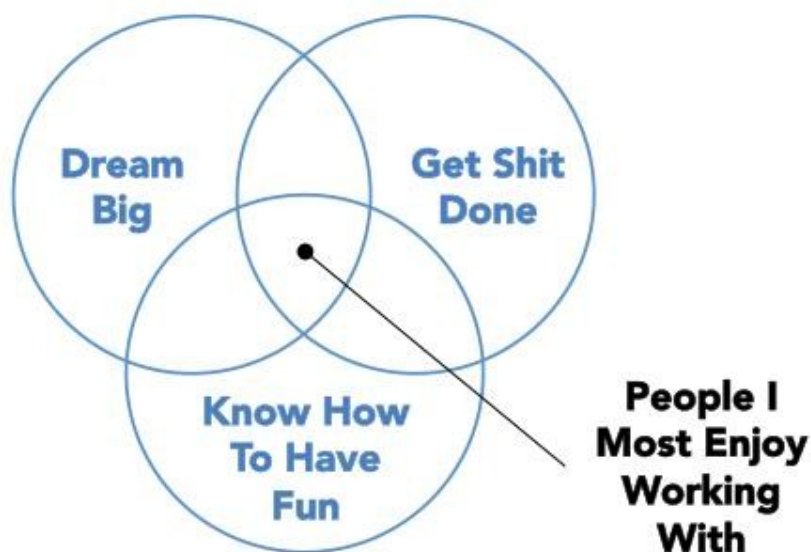 Dream
Big
Get Shit
Done
Know How
To Have
Fun
People I
Most Enjoy
Working
With